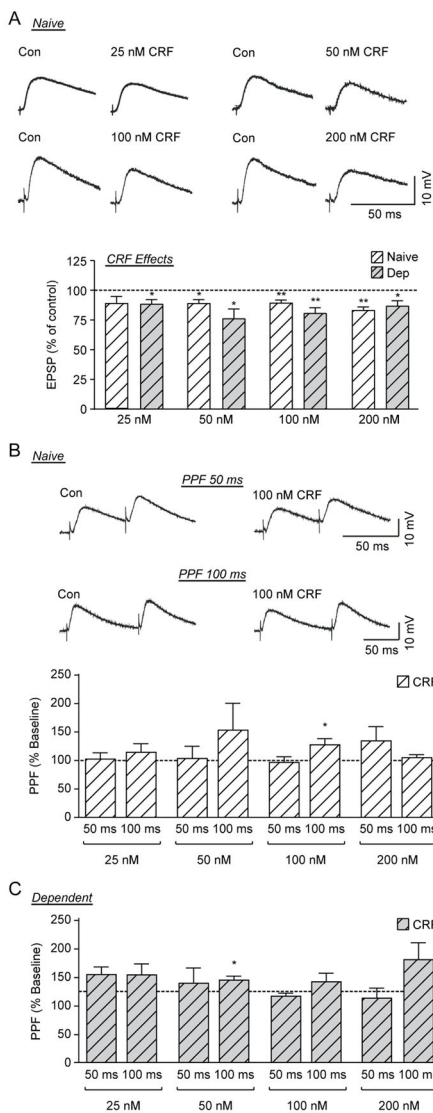 A Naive
Con 25 nM CRF Con 50 nM CRF
Con 100 nM CRF Con 200 nM CRF
10 mV
50 ms
CRF Effects
Naive
Dep
EPSP (% of control)
125
100
75
50
25
0
* * * ** ** ** *
25 nM 50 nM 100 nM 200 nM
B Naive
PPF 50 ms
Con 100 nM CRF
10 mV
50 ms
PPF 100 ms
Con 100 nM CRF
10 mV
50 ms
PPF (% Baseline)
250
200
150
100
50
0
CRF
*
50 ms 100 ms 50 ms 100 ms 50 ms 100 ms 50 ms 100 ms
25 nM 50 nM 100 nM 200 nM
C Dependent
PPF (% Baseline)
250
200
150
100
50
0
CRF
*
50 ms 100 ms 50 ms 100 ms 50 ms 100 ms 50 ms 100 ms
25 nM 50 nM 100 nM 200 nM